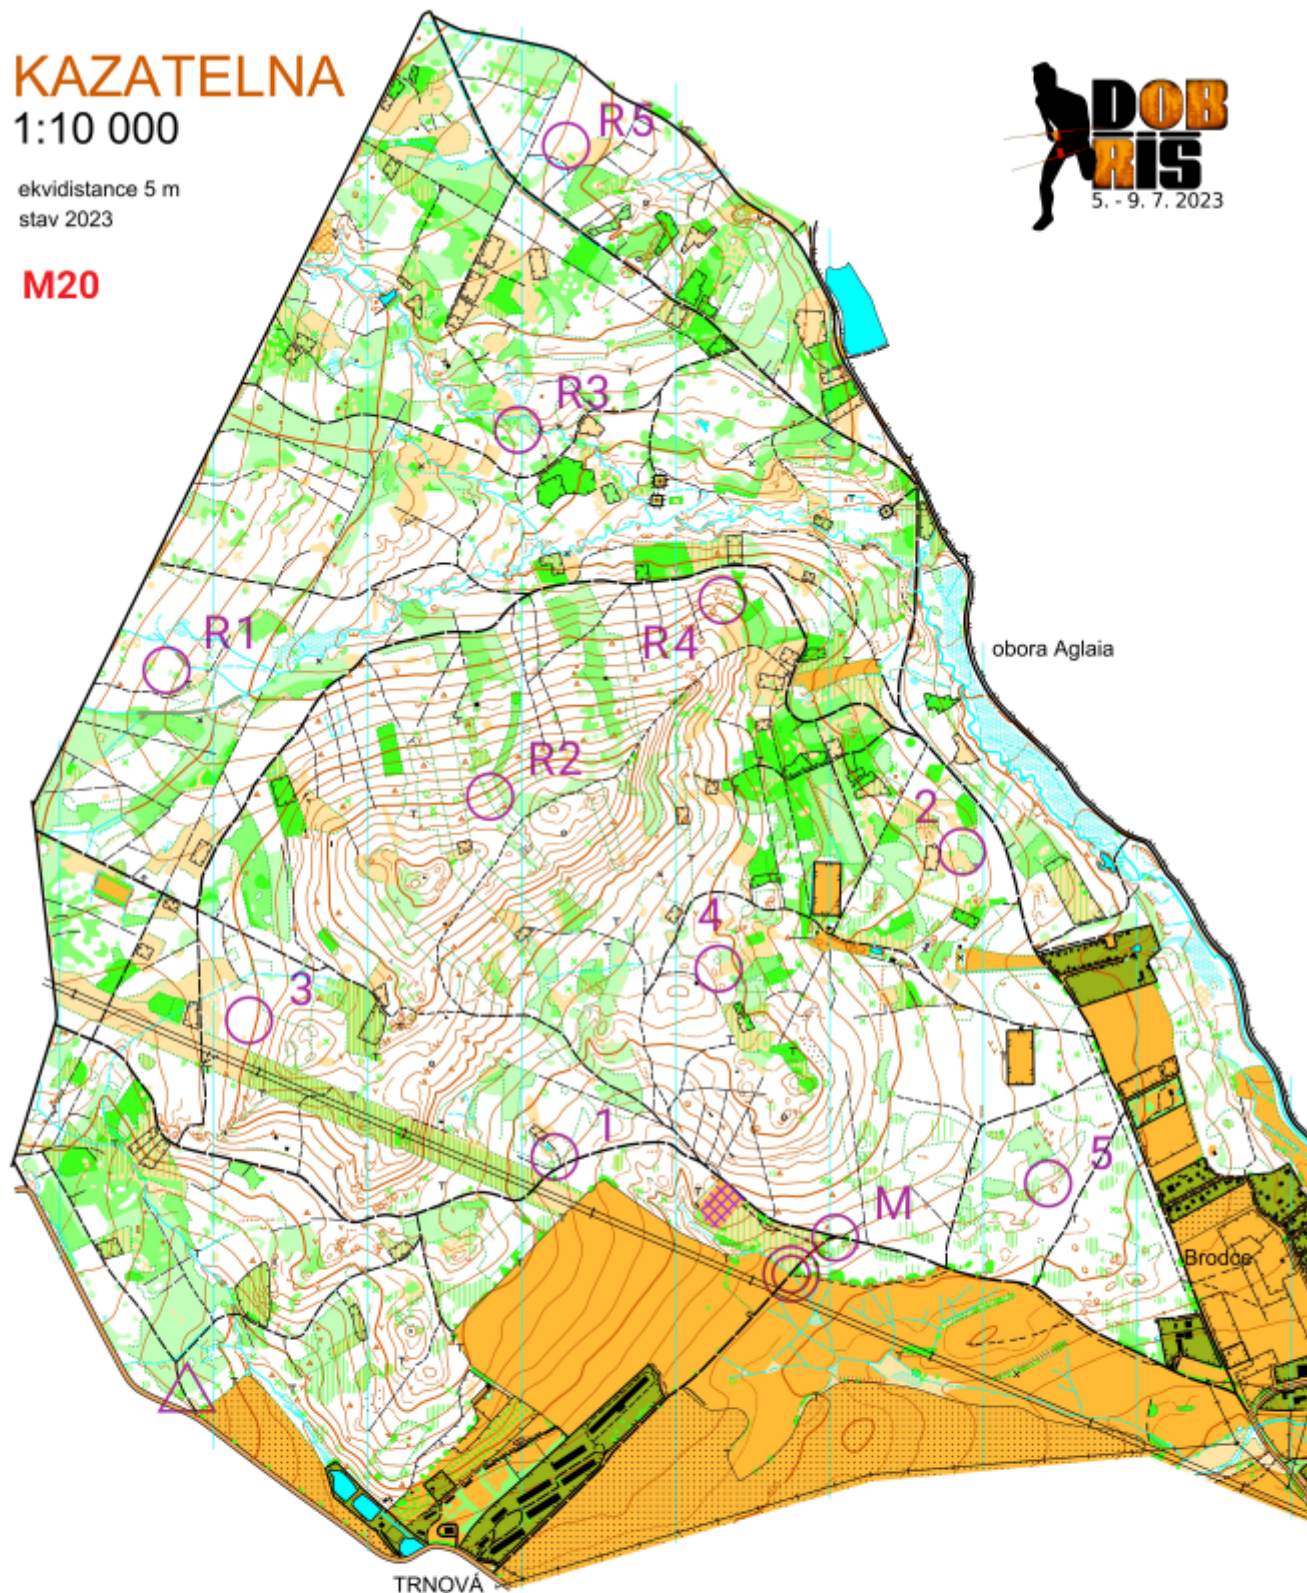 KAZATELNA
1:10 000
ekvidistance 5 m
stav 2023
M20
DOB
ŘÍŠ
5. - 9. 7. 2023
R5
R3
R1
R4
obora Aglaia
R2
2
4
3
1
5
M
Brodce
TRNOVÁ